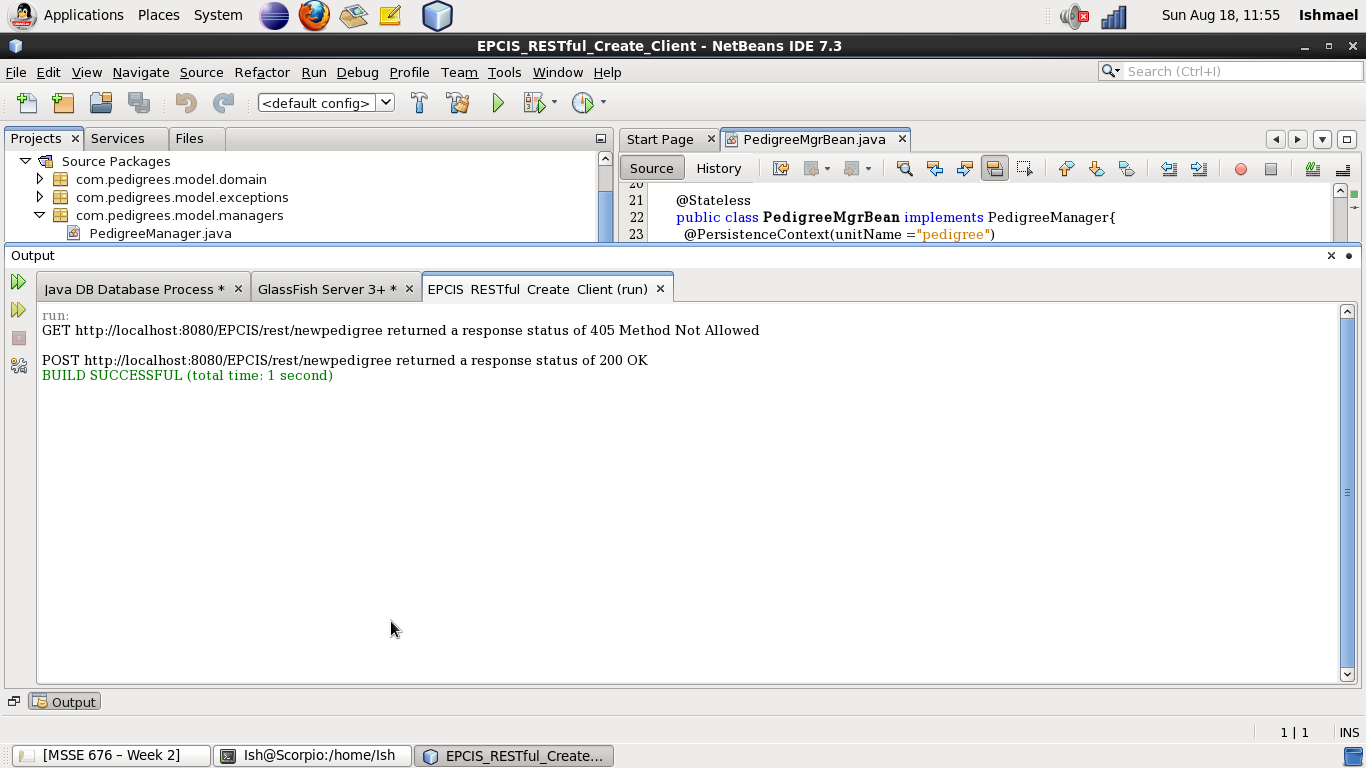 Applications Places System Sun Aug 18, 11:55 Ishmael
EPCIS_RESTful_Create_Client - NetBeans IDE 7.3
File Edit View Navigate Source Refactor Run Debug Profile Team Tools Window Help Search (Ctrl+I)
<default config>
Projects Services Files Start Page PedigreeMgrBean.java
Source History
Source Packages
com.pedigrees.model.domain
com.pedigrees.model.exceptions
com.pedigrees.model.managers
PedigreeManager.java
20
21 @Stateless
22 public class PedigreeMgrBean implements PedigreeManager{
23 @PersistenceContext(unitName ="pedigree")
Output
Java DB Database Process * GlassFish Server 3+ * EPCIS RESTful Create Client (run)
run:
GET http://localhost:8080/EPCIS/rest/newpedigree returned a response status of 405 Method Not Allowed
POST http://localhost:8080/EPCIS/rest/newpedigree returned a response status of 200 OK
BUILD SUCCESSFUL (total time: 1 second)
Output
1 | 1 INS
[MSSE 676 – Week 2] Ish@Scorpio:/home/Ish EPCIS_RESTful_Create...